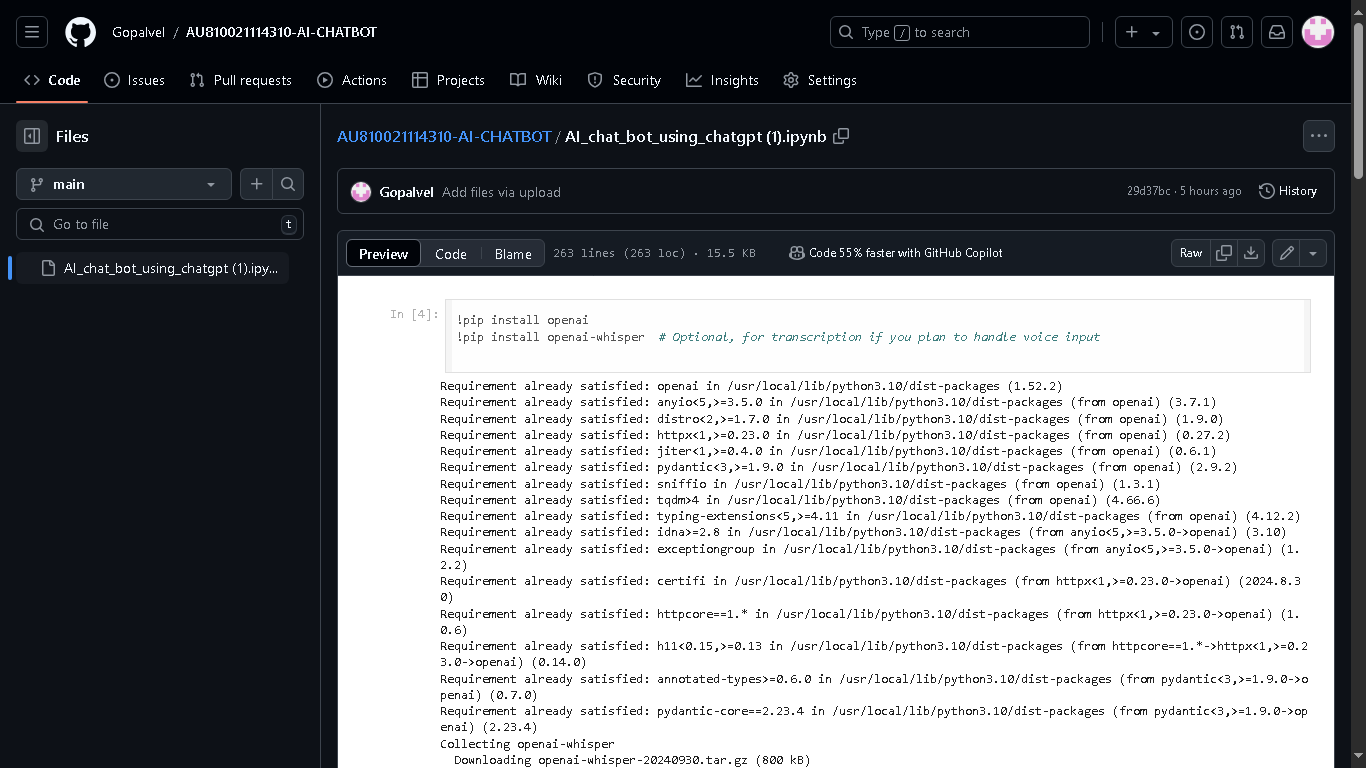 Gopalvel / AU810021114310-AI-CHATBOT
Type / to search
Code Issues Pull requests Actions Projects Wiki Security Insights Settings
Files
main
Go to file t
AI_chat_bot_using_chatgpt (1).ipy...
AU810021114310-AI-CHATBOT / AI_chat_bot_using_chatgpt (1).ipynb
Gopalvel Add files via upload 29d37bc · 5 hours ago History
Preview Code Blame 263 lines (263 loc) · 15.5 KB Code 55% faster with GitHub Copilot Raw
In [4]:
!pip install openai
!pip install openai-whisper  # Optional, for transcription if you plan to handle voice input
Requirement already satisfied: openai in /usr/local/lib/python3.10/dist-packages (1.52.2)
Requirement already satisfied: anyio<5,>=3.5.0 in /usr/local/lib/python3.10/dist-packages (from openai) (3.7.1)
Requirement already satisfied: distro<2,>=1.7.0 in /usr/local/lib/python3.10/dist-packages (from openai) (1.9.0)
Requirement already satisfied: httpx<1,>=0.23.0 in /usr/local/lib/python3.10/dist-packages (from openai) (0.27.2)
Requirement already satisfied: jiter<1,>=0.4.0 in /usr/local/lib/python3.10/dist-packages (from openai) (0.6.1)
Requirement already satisfied: pydantic<3,>=1.9.0 in /usr/local/lib/python3.10/dist-packages (from openai) (2.9.2)
Requirement already satisfied: sniffio in /usr/local/lib/python3.10/dist-packages (from openai) (1.3.1)
Requirement already satisfied: tqdm>4 in /usr/local/lib/python3.10/dist-packages (from openai) (4.66.6)
Requirement already satisfied: typing-extensions<5,>=4.11 in /usr/local/lib/python3.10/dist-packages (from openai) (4.12.2)
Requirement already satisfied: idna>=2.8 in /usr/local/lib/python3.10/dist-packages (from anyio<5,>=3.5.0->openai) (3.10)
Requirement already satisfied: exceptiongroup in /usr/local/lib/python3.10/dist-packages (from anyio<5,>=3.5.0->openai) (1.
2.2)
Requirement already satisfied: certifi in /usr/local/lib/python3.10/dist-packages (from httpx<1,>=0.23.0->openai) (2024.8.3
0)
Requirement already satisfied: httpcore==1.* in /usr/local/lib/python3.10/dist-packages (from httpx<1,>=0.23.0->openai) (1.
0.6)
Requirement already satisfied: h11<0.15,>=0.13 in /usr/local/lib/python3.10/dist-packages (from httpcore==1.*->httpx<1,>=0.2
3.0->openai) (0.14.0)
Requirement already satisfied: annotated-types>=0.6.0 in /usr/local/lib/python3.10/dist-packages (from pydantic<3,>=1.9.0->o
penai) (0.7.0)
Requirement already satisfied: pydantic-core==2.23.4 in /usr/local/lib/python3.10/dist-packages (from pydantic<3,>=1.9.0->op
enai) (2.23.4)
Collecting openai-whisper
  Downloading openai-whisper-20240930.tar.gz (800 kB)